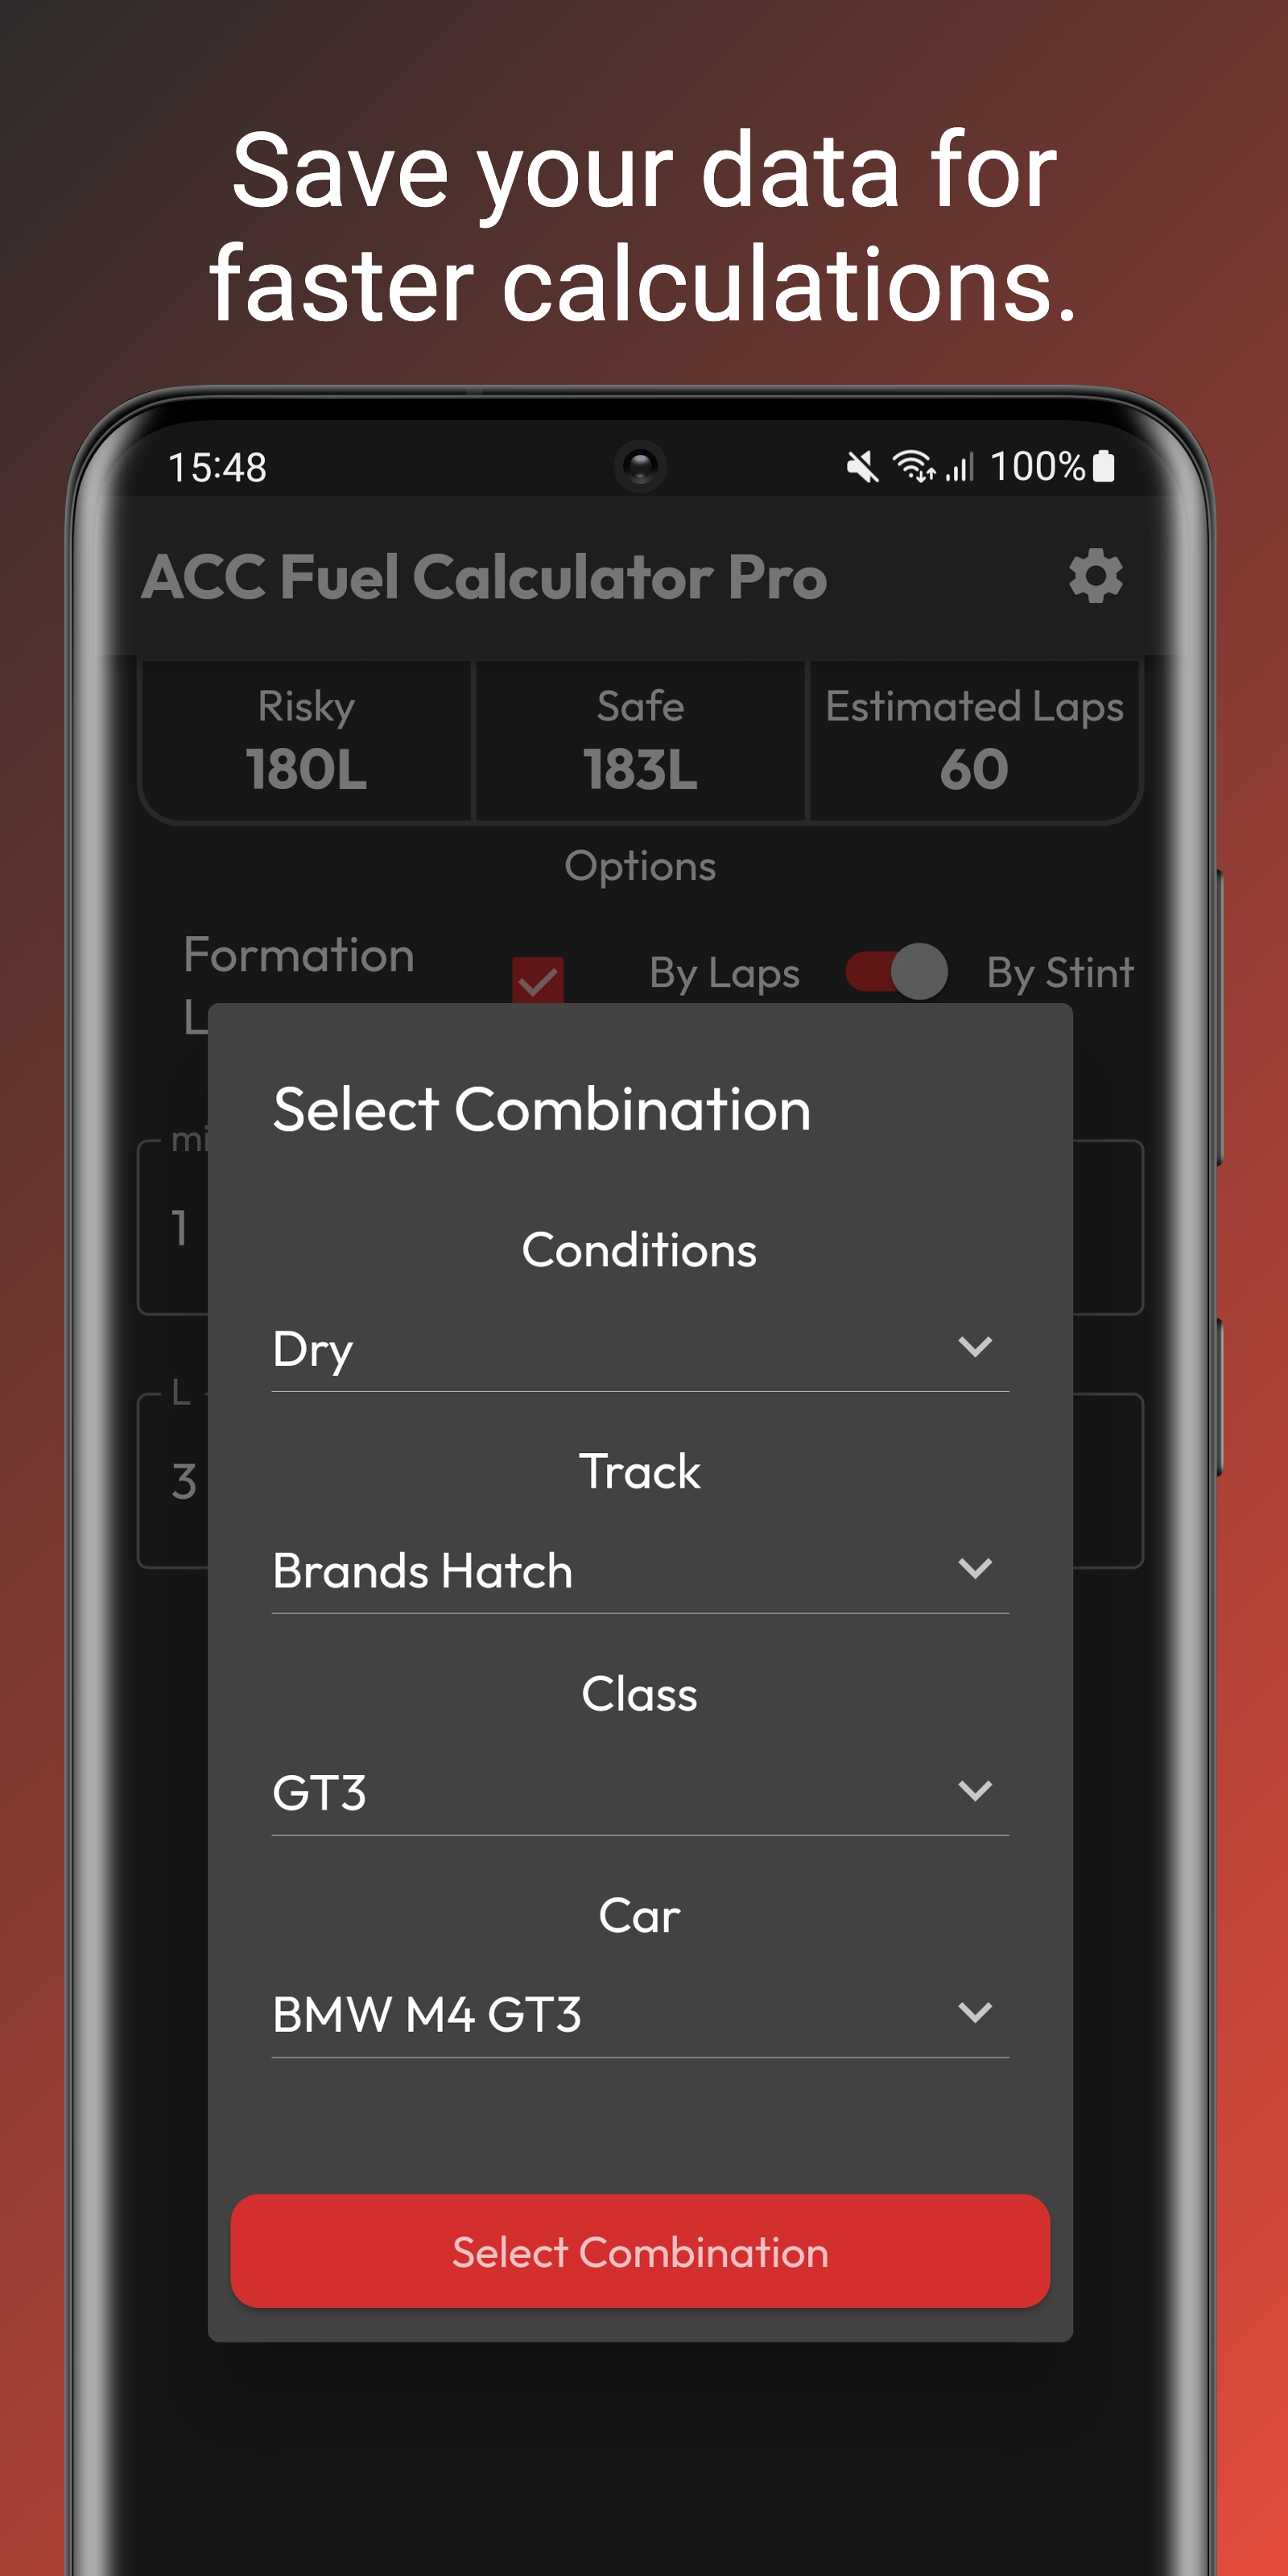 Save your data for
faster calculations.
15:48
100%
ACC Fuel Calculator Pro
Risky
Safe
Estimated Laps
180L
183L
60
Options
Formation
By Laps
By Stint
Select Combination
Conditions
1
Dry
L
Track
3
Brands Hatch
Class
GT3
Car
BMW M4 GT3
Select Combination